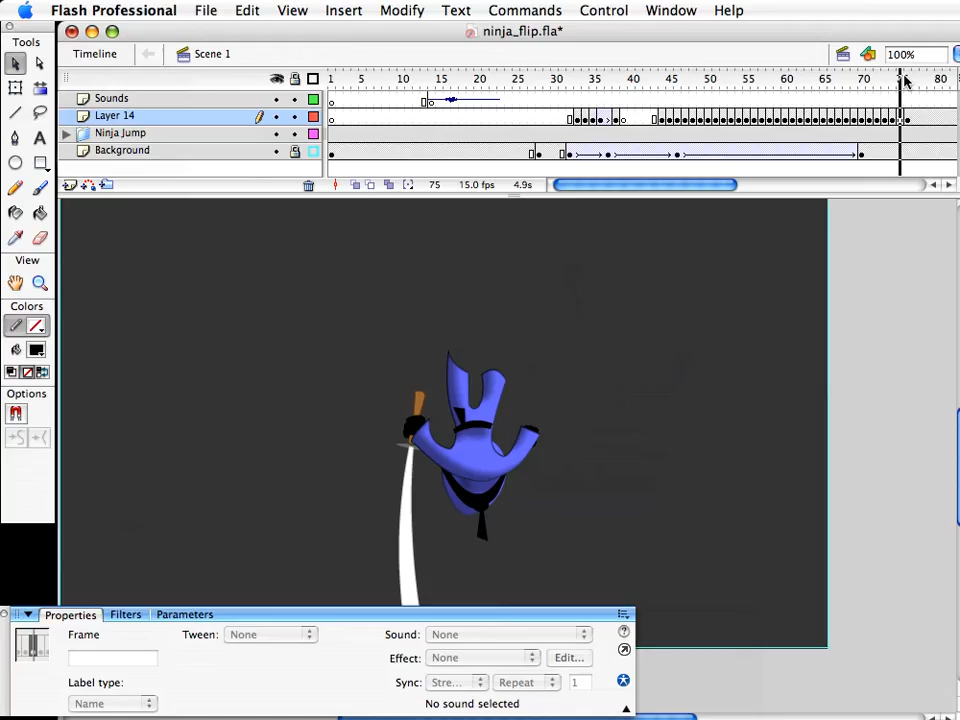 Flash Professional File Edit View Insert Modify Text Commands Control Window Help
ninja_flip.fla*
Timeline Scene 1 100%
Tools
1 5 10 15 20 25 30 35 40 45 50 55 60 65 70 75 80
Sounds
Layer 14
Ninja Jump
Background
75 15.0 fps 4.9s
View
Colors
Options
Properties Filters Parameters
Frame Tween: None Sound: None
Effect: None Edit...
Label type: Sync: Stre... Repeat 1
Name No sound selected